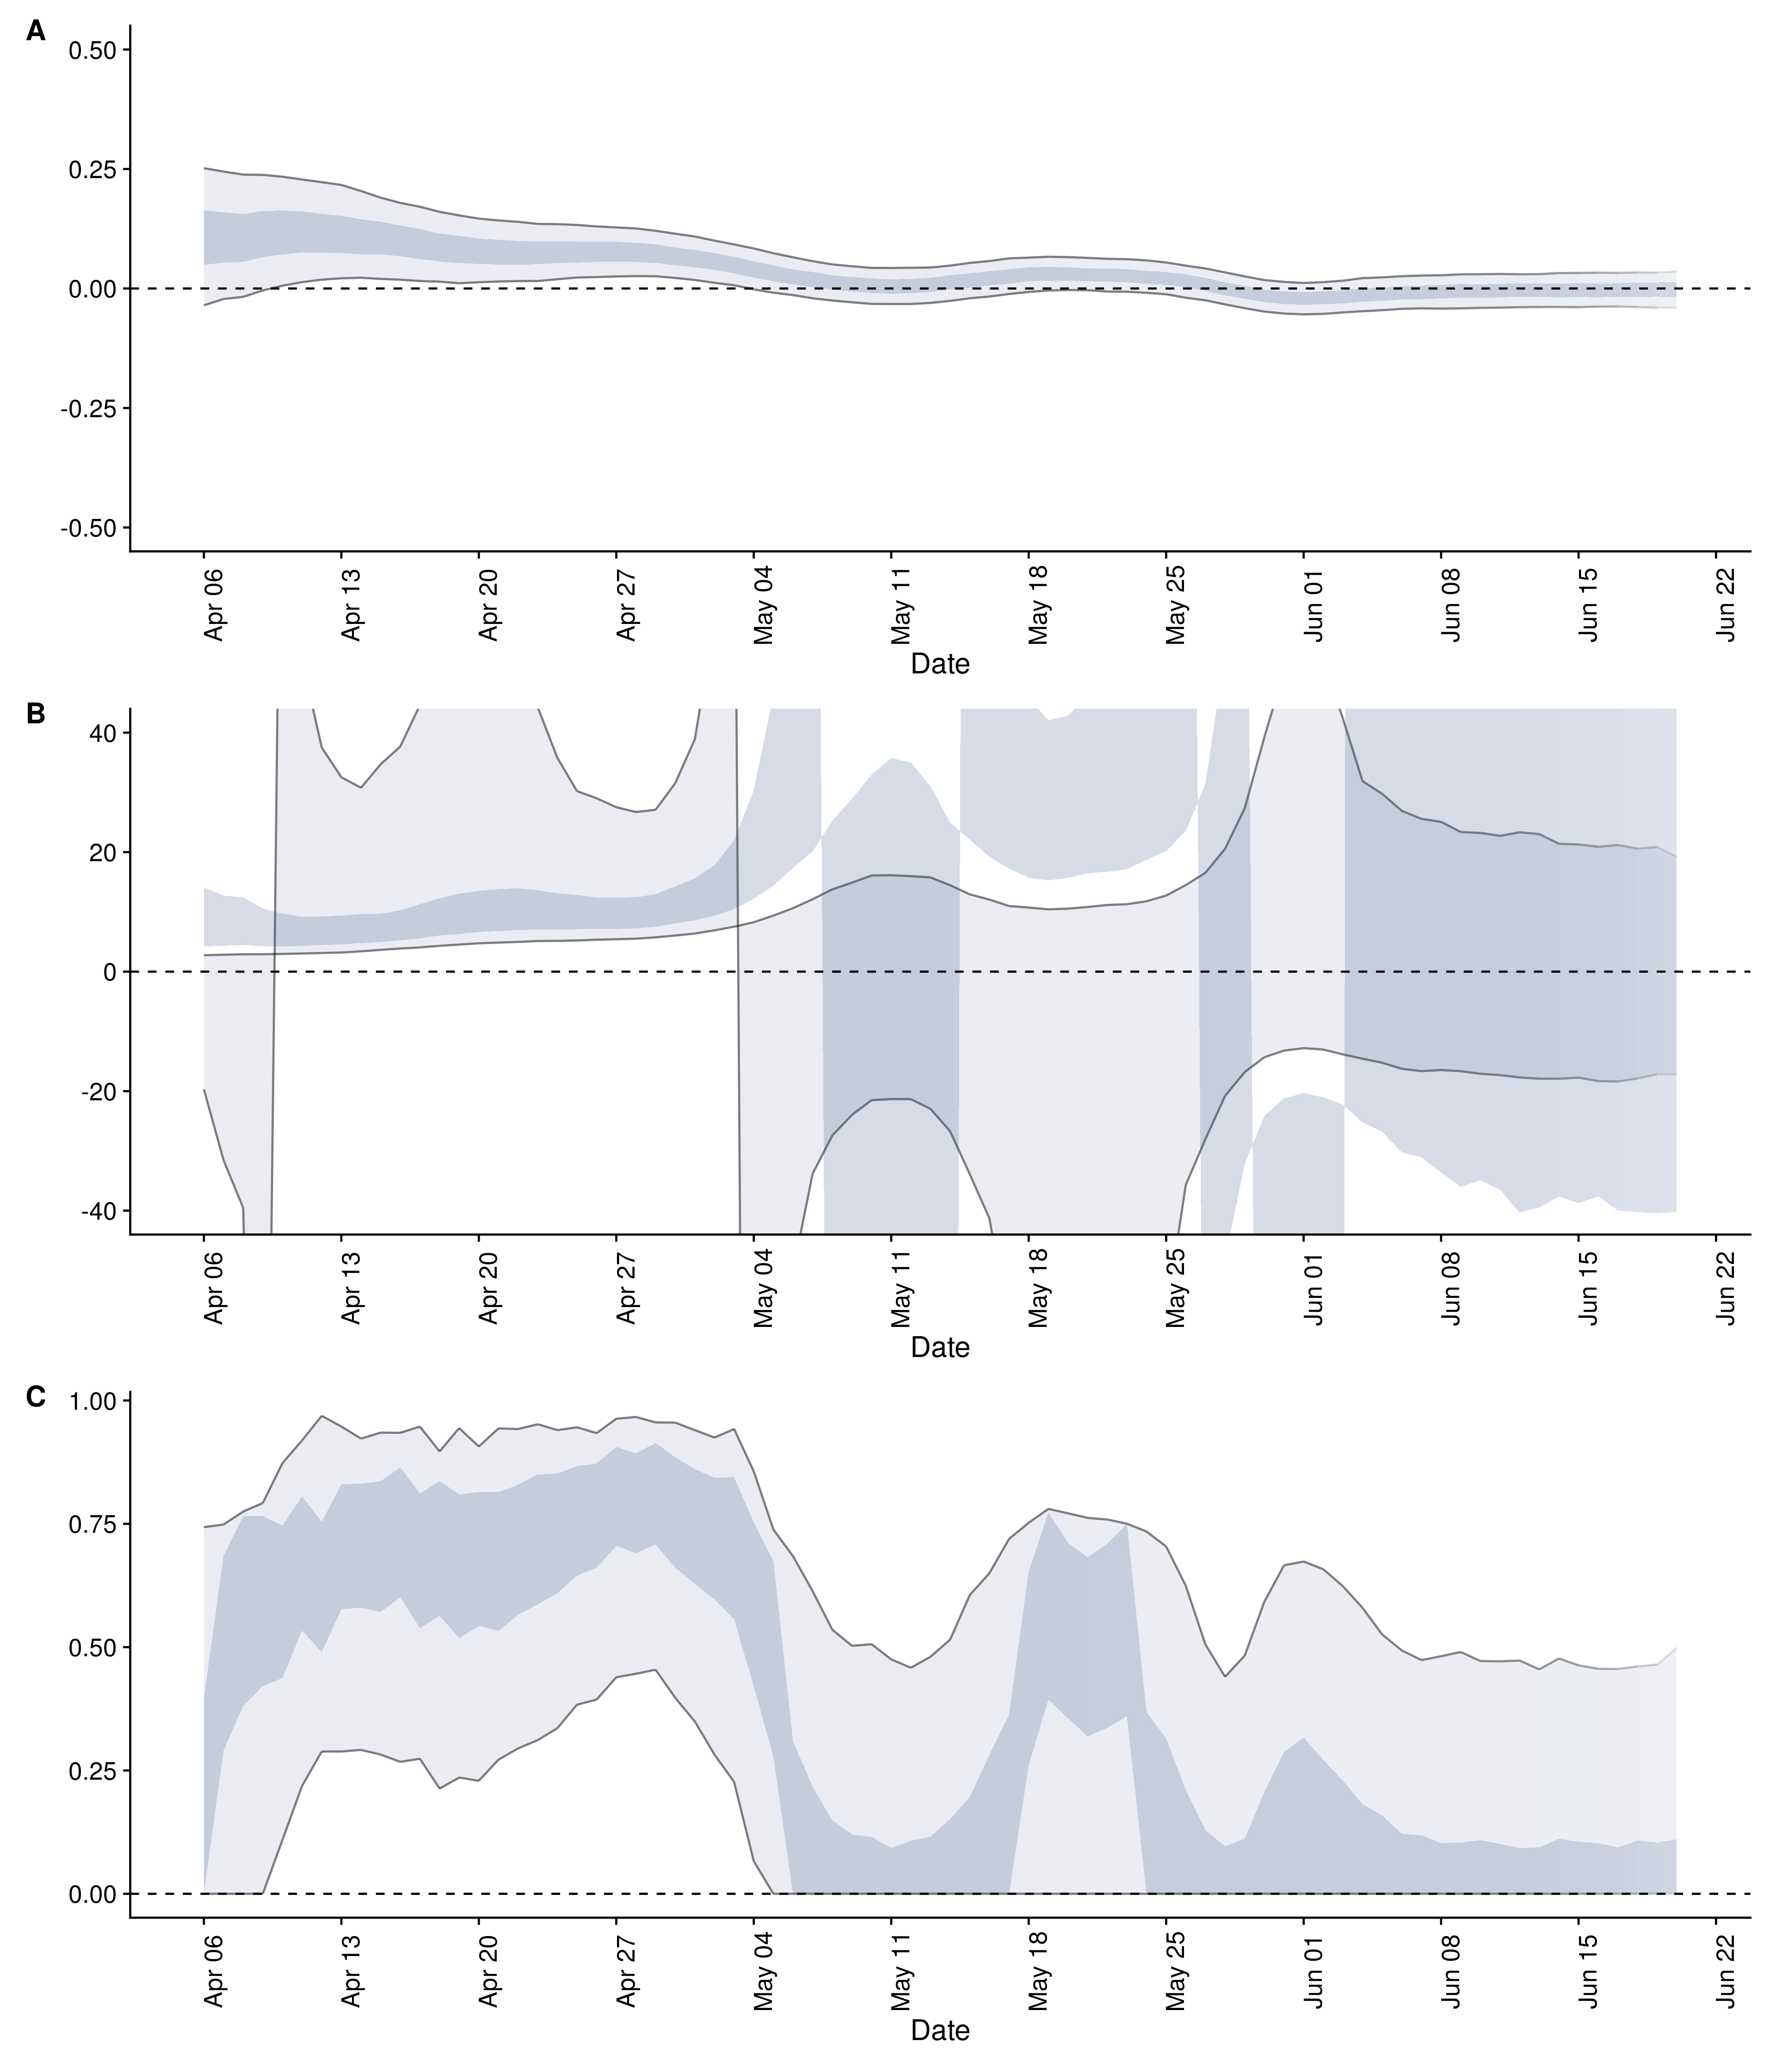 A
0.50
0.25
0.00
-0.25
-0.50
Apr 06
Apr 13
Apr 20
Apr 27
May 04
May 11
May 18
May 25
Jun 01
Jun 08
Jun 15
Jun 22
Date
B
40
20
0
-20
-40
Apr 06
Apr 13
Apr 20
Apr 27
May 04
May 11
May 18
May 25
Jun 01
Jun 08
Jun 15
Jun 22
Date
C
1.00
0.75
0.50
0.25
0.00
Apr 06
Apr 13
Apr 20
Apr 27
May 04
May 11
May 18
May 25
Jun 01
Jun 08
Jun 15
Jun 22
Date